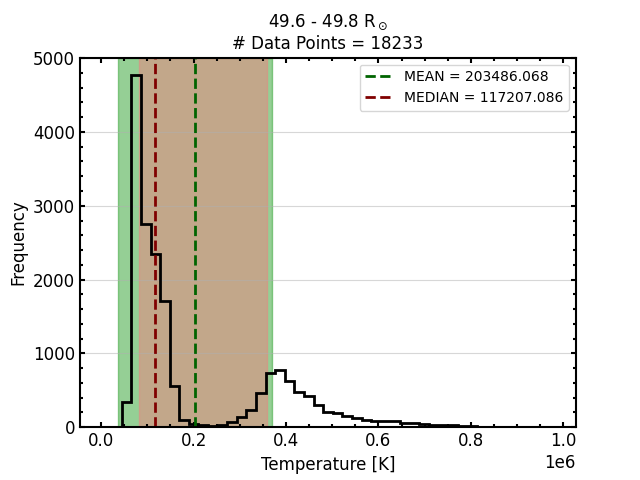 49.6 - 49.8 R⊙
# Data Points = 18233
MEAN = 203486.068
MEDIAN = 117207.086
5000
4000
3000
2000
1000
0
Frequency
0.0 0.2 0.4 0.6 0.8 1.0
1e6
Temperature [K]